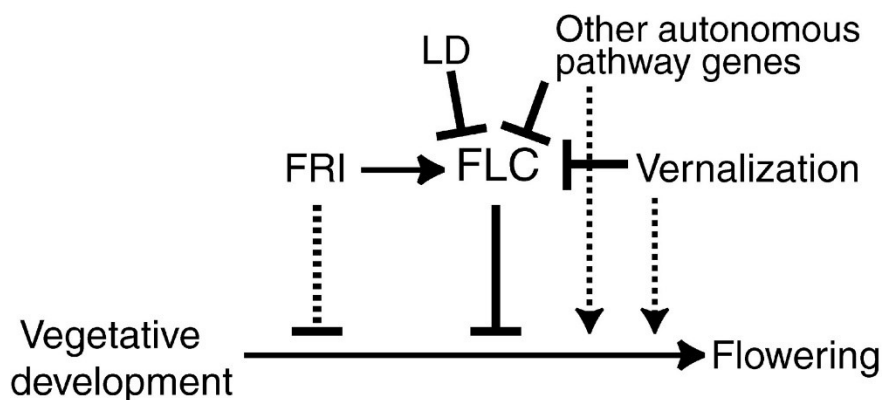 LD
Other autonomous
pathway genes
FRI
FLC
Vernalization
Vegetative
development
Flowering